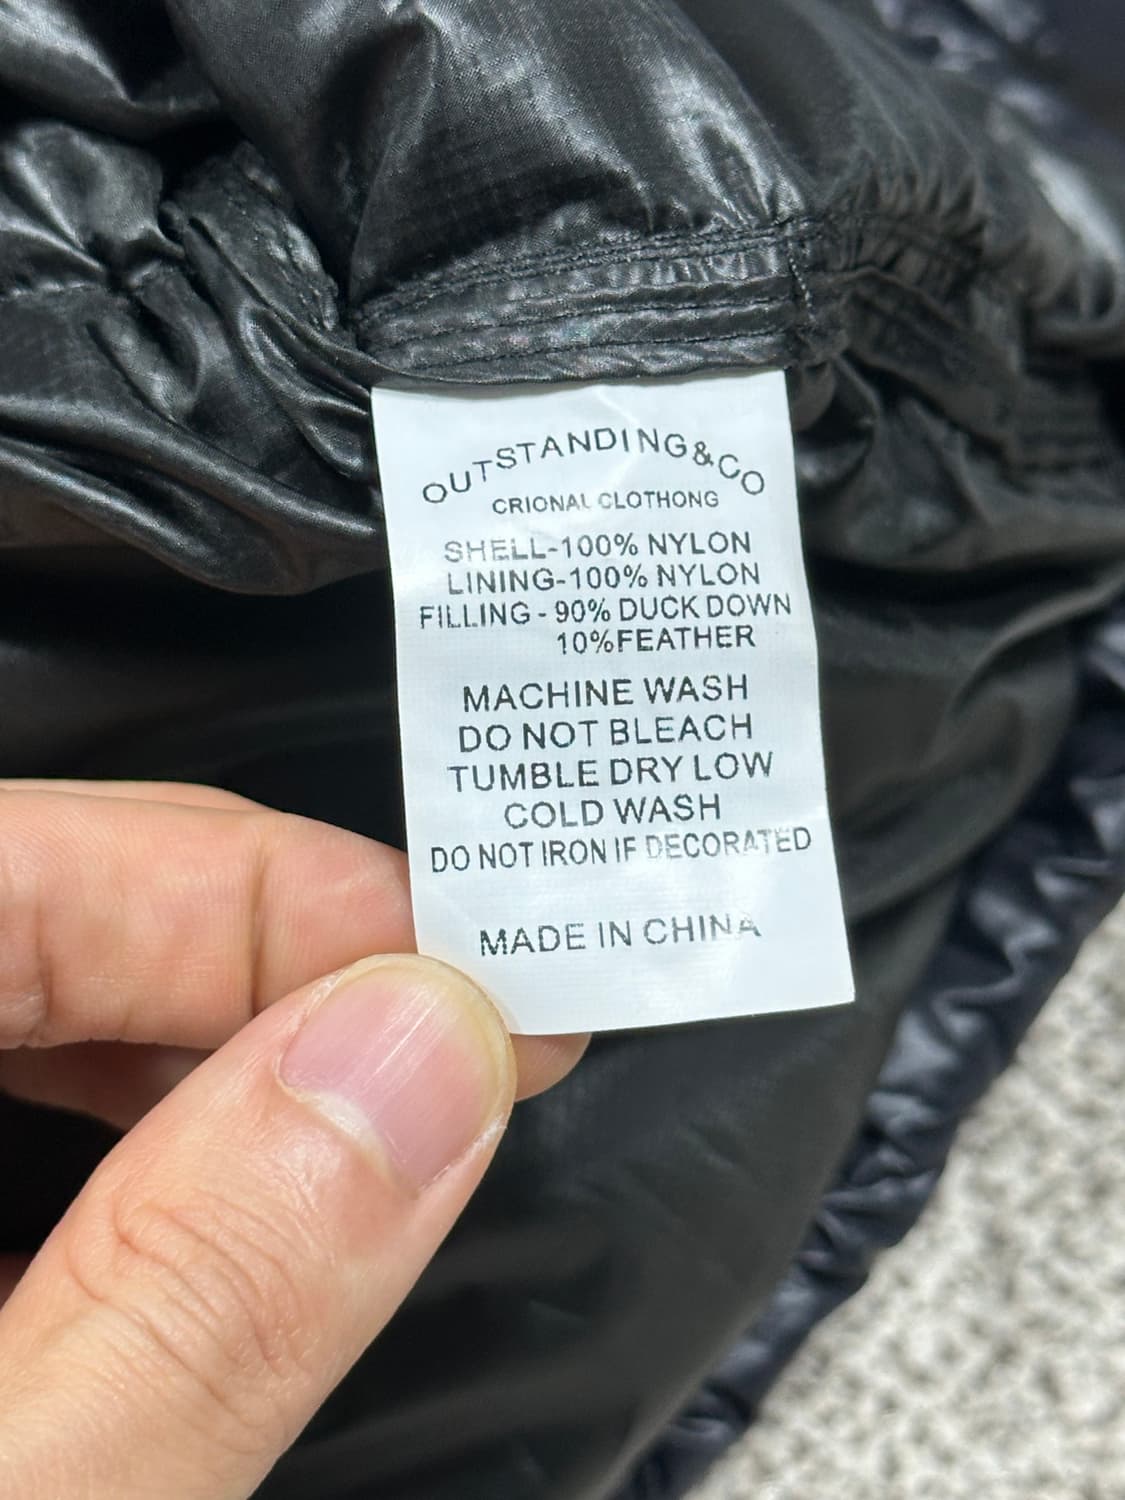 OUTSTANDING&CO
CRIONAL CLOTHONG
SHELL-100% NYLON
LINING-100% NYLON
FILLING - 90% DUCK DOWN
10%FEATHER
MACHINE WASH
DO NOT BLEACH
TUMBLE DRY LOW
COLD WASH
DO NOT IRON IF DECORATED
MADE IN CHINA